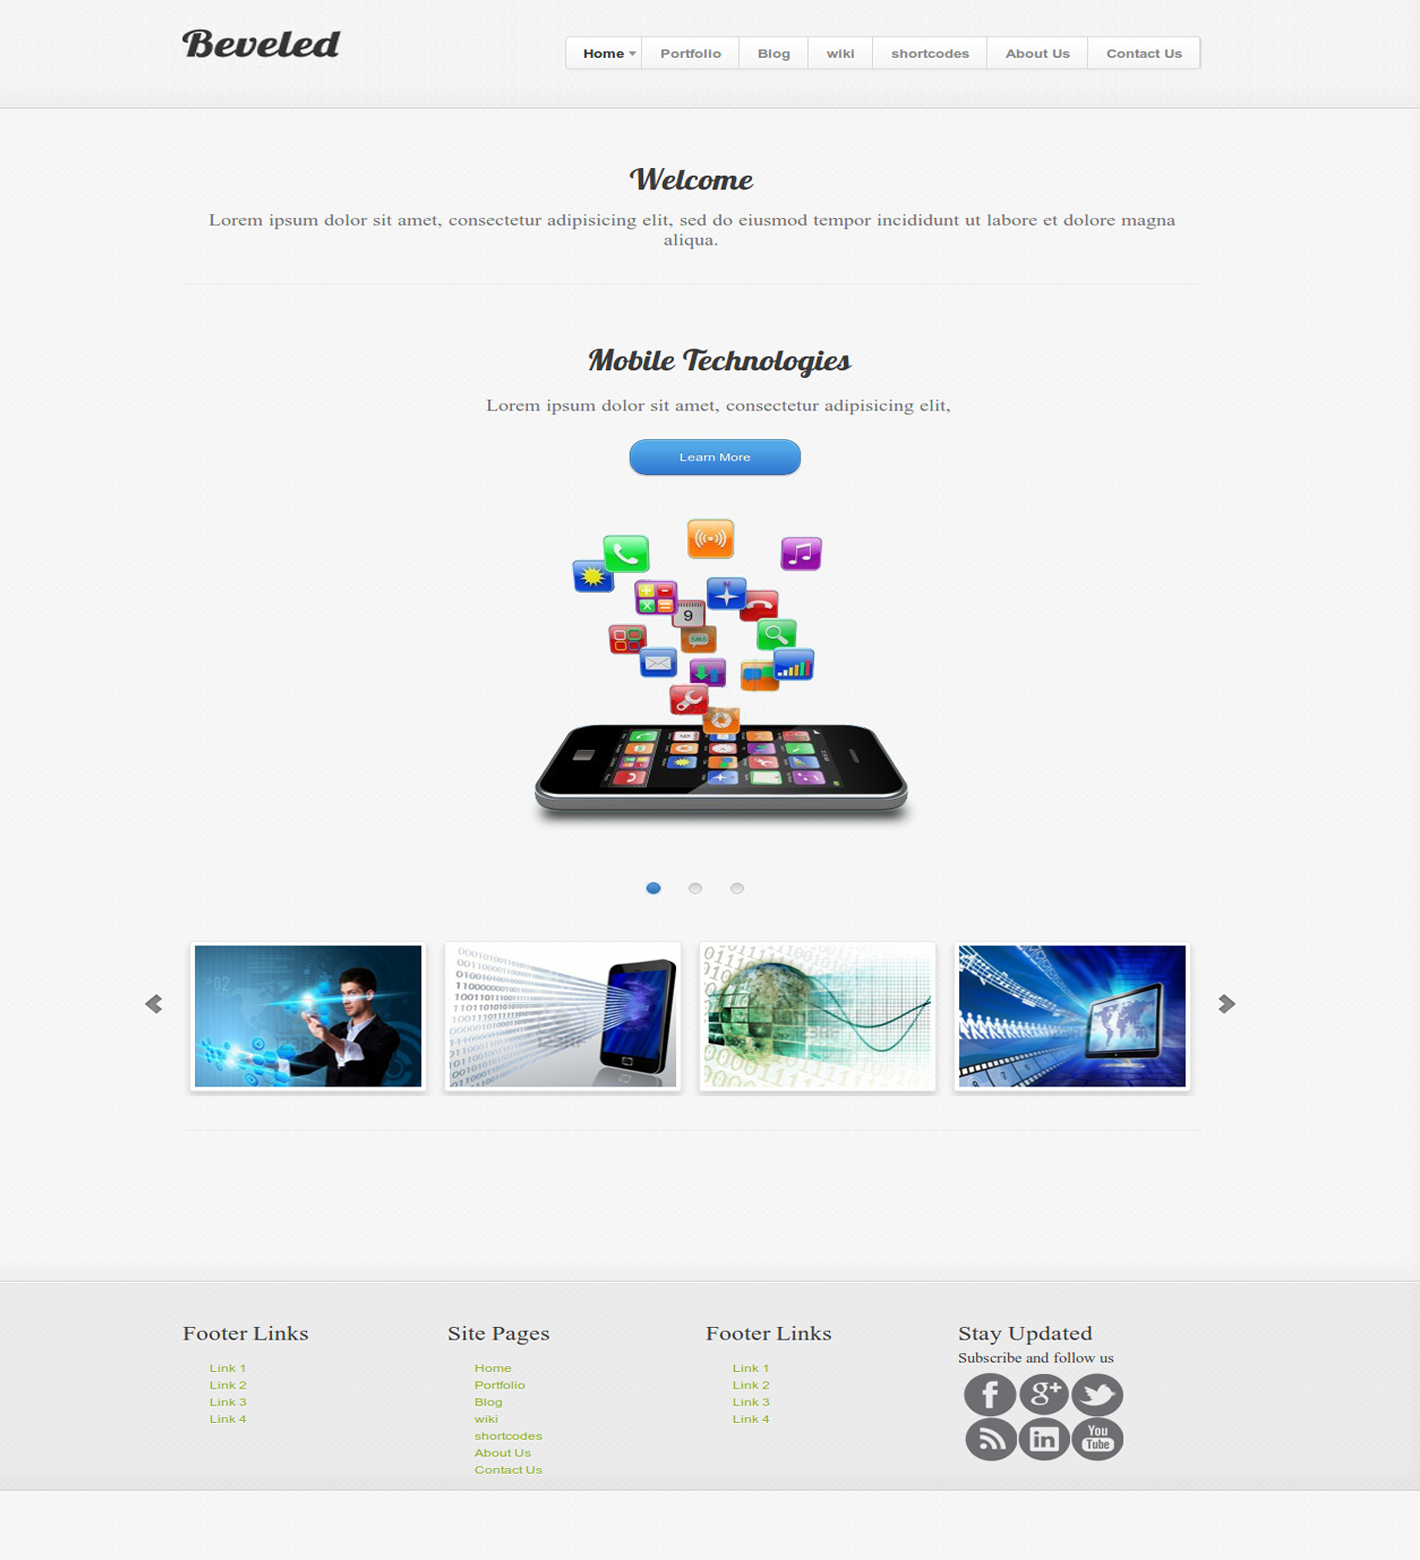 Beveled
Home
Portfolio
Blog
wiki
shortcodes
About Us
Contact Us
Welcome
Lorem ipsum dolor sit amet, consectetur adipisicing elit, sed do eiusmod tempor incididunt ut labore et dolore magna
aliqua.
Mobile Technologies
Lorem ipsum dolor sit amet, consectetur adipisicing elit,
Learn More
N
9
SMS
Footer Links
Link 1
Link 2
Link 3
Link 4
Site Pages
Home
Portfolio
Blog
wiki
shortcodes
About Us
Contact Us
Footer Links
Link 1
Link 2
Link 3
Link 4
Stay Updated
Subscribe and follow us
You
Tube